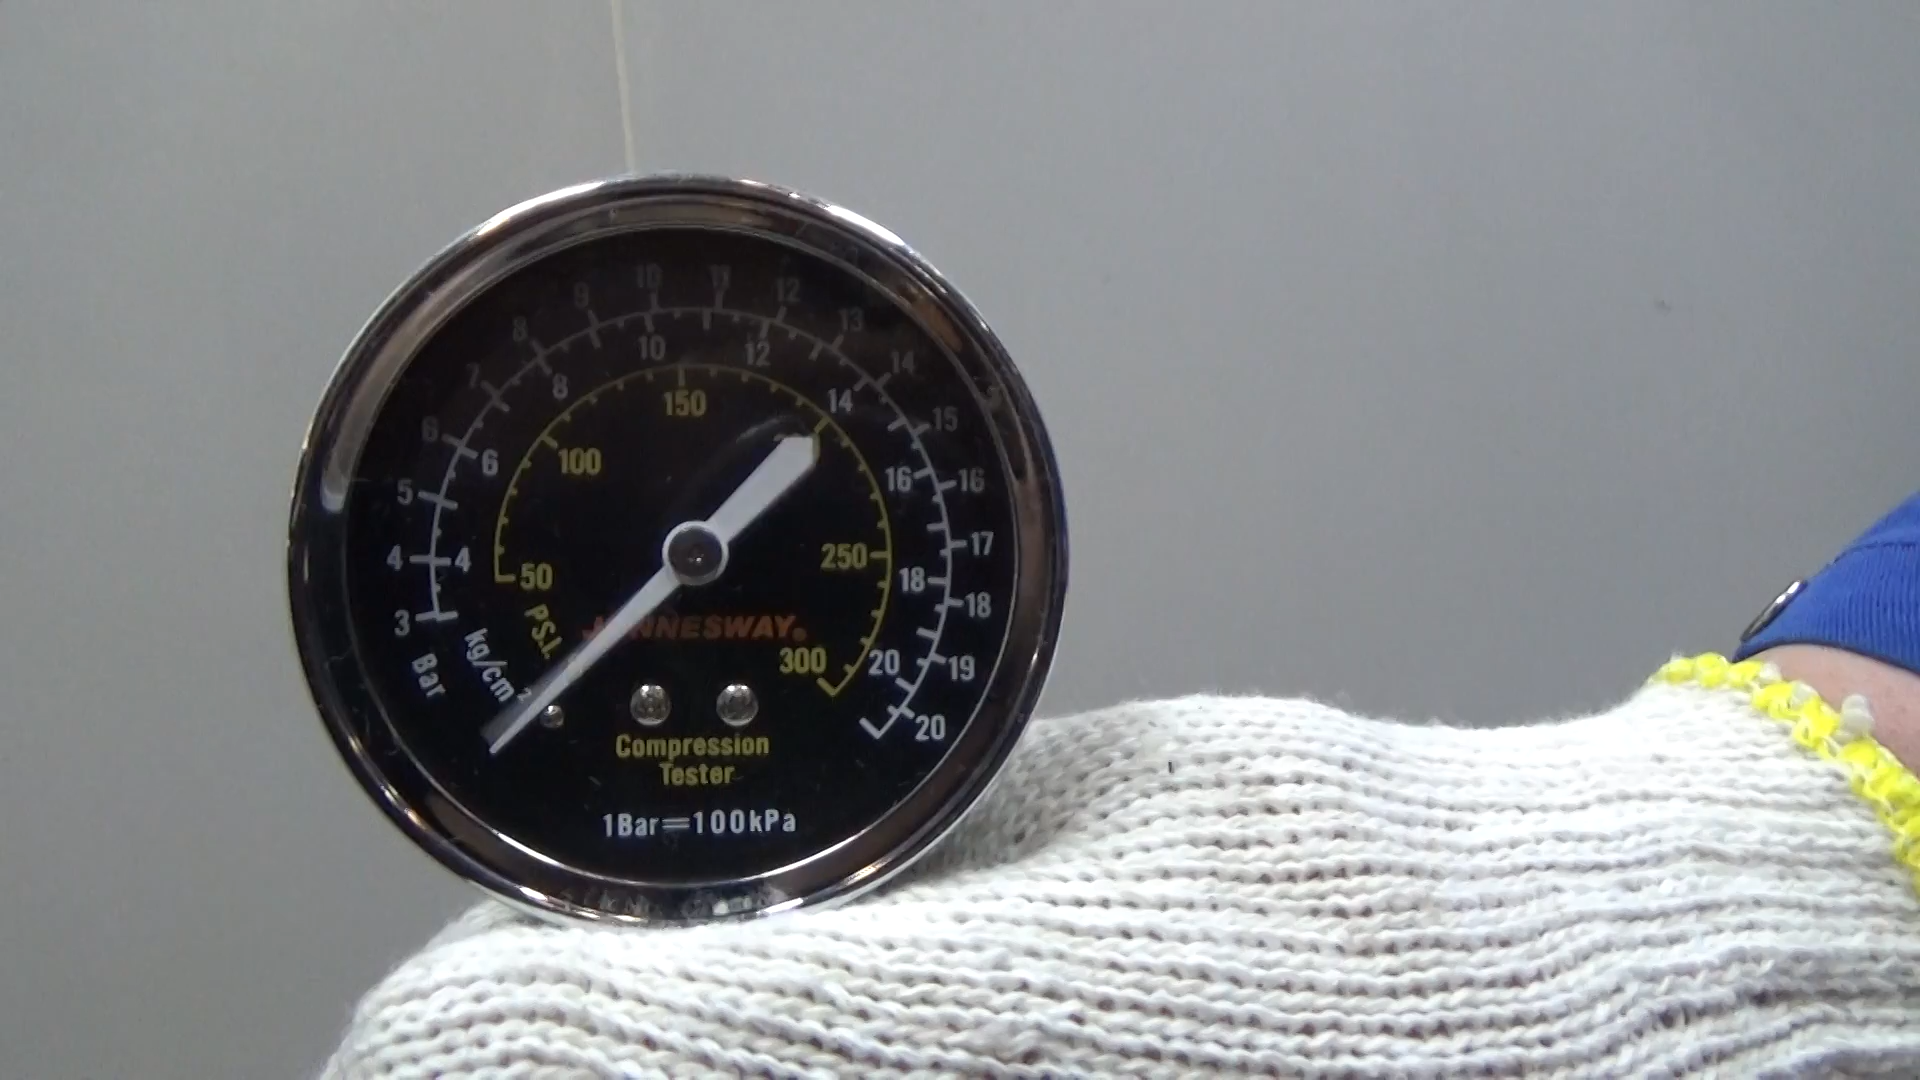 9 10 11 12
8 13
7 14
6 15
5 16
4 17
3 18
19
20
10 12
8 14
6 16
4 18
20
150
100
50 250
300
Bar
kg/cm²
P.S.I.
JONNESWAY®
Compression
Tester
1Bar=100kPa